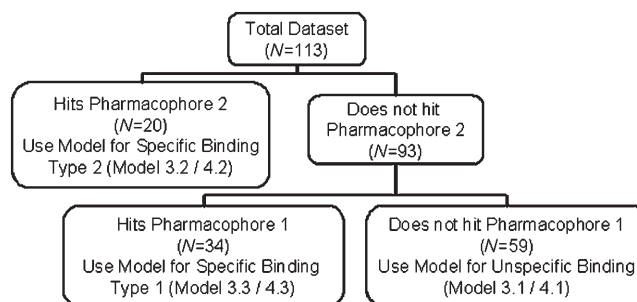 Total Dataset
(N=113)
Hits Pharmacophore 2
(N=20)
Use Model for Specific Binding
Type 2 (Model 3.2 / 4.2)
Does not hit
Pharmacophore 2
(N=93)
Hits Pharmacophore 1
(N=34)
Use Model for Specific Binding
Type 1 (Model 3.3 / 4.3)
Does not hit Pharmacophore 1
(N=59)
Use Model for Unspecific Binding
(Model 3.1 / 4.1)